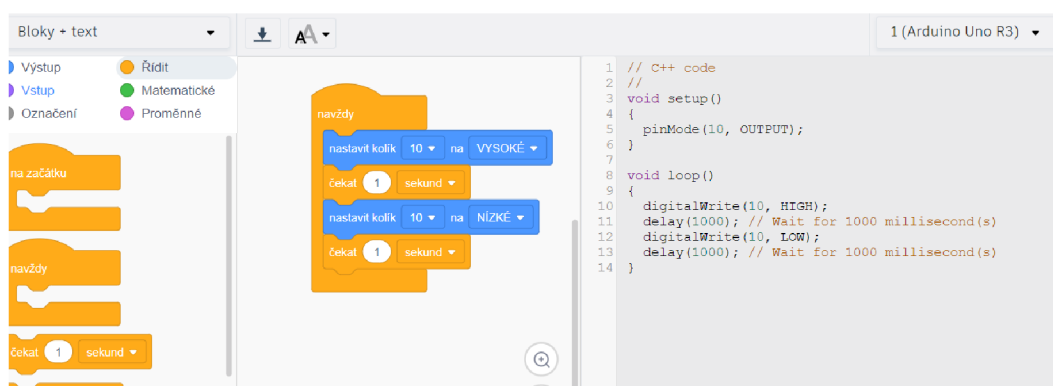 Bloky + text
1 (Arduino Uno R3)
Výstup
Řídit
Vstup
Matematické
Označení
Proměnné
na začátku
navždy
čekat 1 sekund
navždy
nastavit kolík 10 na VYSOKÉ
čekat 1 sekund
nastavit kolík 10 na NÍZKÉ
čekat 1 sekund
1 // C++ code
2 //
3 void setup()
4 {
5 pinMode(10, OUTPUT);
6 }
7
8 void loop()
9 {
10 digitalWrite(10, HIGH);
11 delay(1000); // Wait for 1000 millisecond(s)
12 digitalWrite(10, LOW);
13 delay(1000); // Wait for 1000 millisecond(s)
14 }